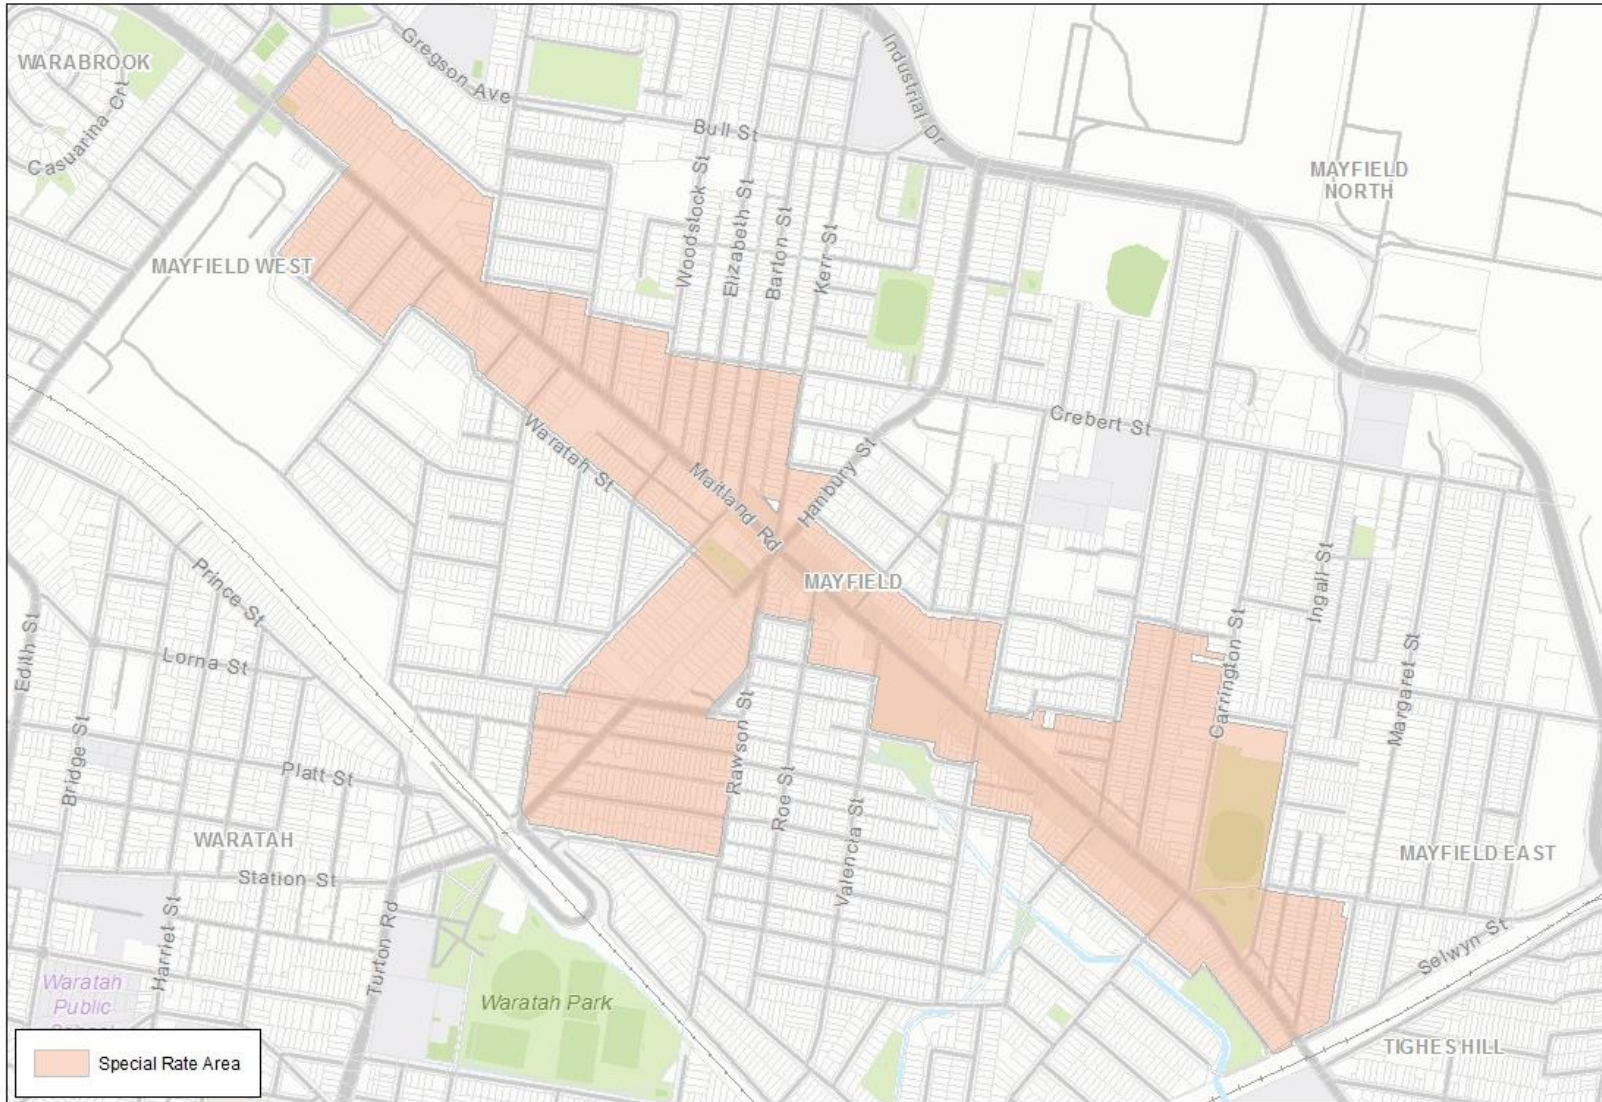 WARABROOK
Casuarina Crt
Gregson Ave
Industrial Dr
Bull St
MAYFIELD
NORTH
MAYFIELD WEST
Woodstock St
Elizabeth St
Barton St
Kerr St
Crebert St
Waratah St
Maitland Rd
Hanbury St
MAYFIELD
Prince St
Edith St
Lorna St
Ingall St
Carrington St
Margaret St
Bridge St
Platt St
Rawson St
Roe St
Valencia St
WARATAH
MAYFIELD EAST
Station St
Harriet St
Turton Rd
Selwyn St
Waratah
Public
Waratah Park
TIGHES HILL
Special Rate Area